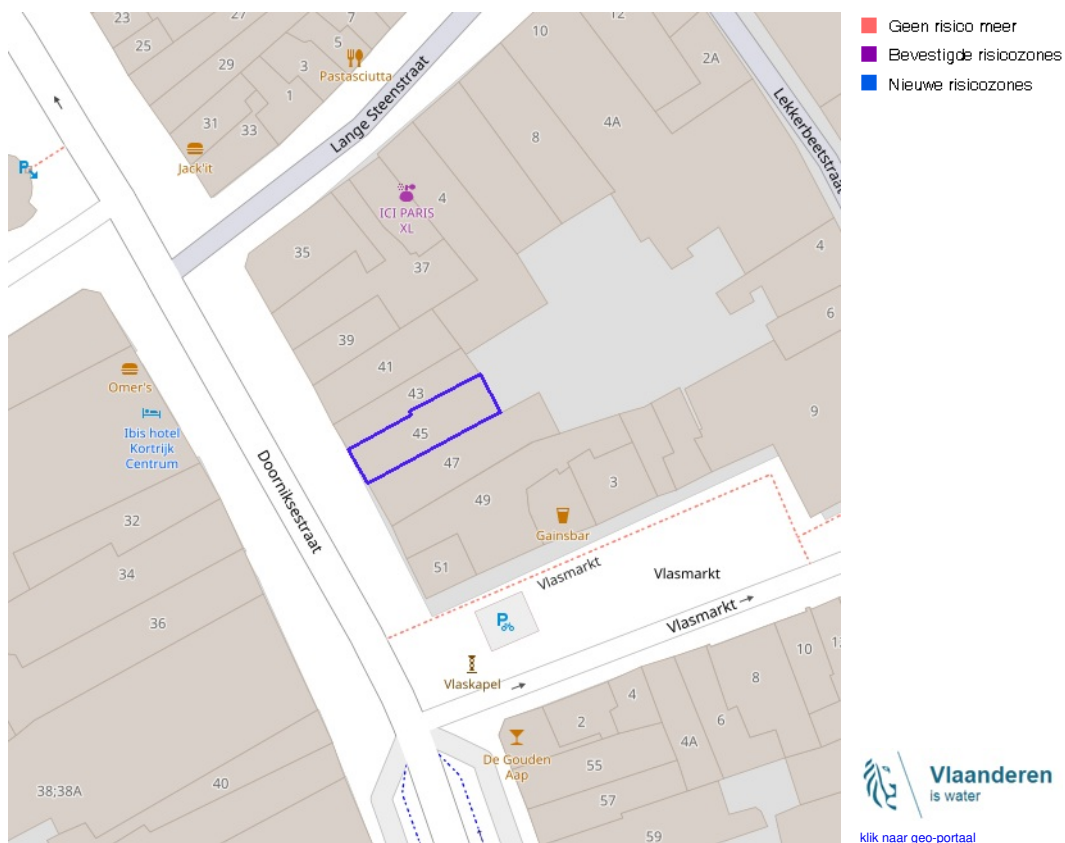 23
27
7
25
5
29
3
Pastasciutta
1
31
33
Jack'it
P
Lange Steenstraat
10
12
2A
4A
8
Lekkerbeetstraat
ICI PARIS
XL
4
35
37
4
6
39
41
43
45
47
49
51
9
3
Gainsbar
Omer's
Ibis hotel
Kortrijk
Centrum
Doorniksestraat
32
34
36
38;38A
40
Vlasmarkt
Vlasmarkt
Vlasmarkt
P
Vlaskapel
De Gouden
Aap
2
4
4A
6
8
10
55
57
59
Geen risico meer
Bevestigde risicozones
Nieuwe risicozones
Vlaanderen
is water
klik naar geo-portaal